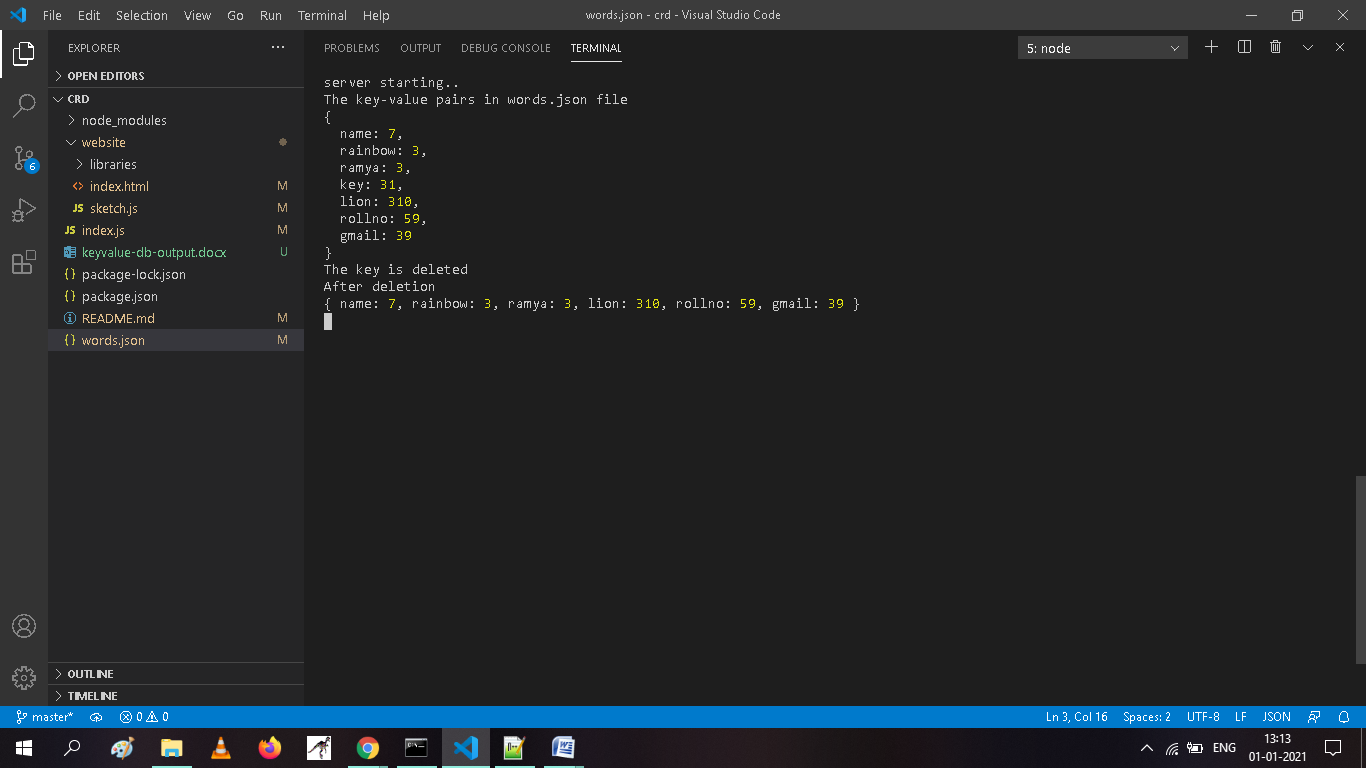 File Edit Selection View Go Run Terminal Help
words.json - crd - Visual Studio Code
EXPLORER
OPEN EDITORS
CRD
node_modules
website
libraries
index.html M
JS sketch.js M
JS index.js M
keyvalue-db-output.docx U
{} package-lock.json
{} package.json
README.md M
{} words.json M
OUTLINE
TIMELINE
6
PROBLEMS OUTPUT DEBUG CONSOLE TERMINAL
5: node
server starting..
The key-value pairs in words.json file
{
name: 7,
rainbow: 3,
ramya: 3,
key: 31,
lion: 310,
rollno: 59,
gmail: 39
}
The key is deleted
After deletion
{ name: 7, rainbow: 3, ramya: 3, lion: 310, rollno: 59, gmail: 39 }
master* 0 0 Ln 3, Col 16 Spaces: 2 UTF-8 LF JSON
ENG
13:13
01-01-2021